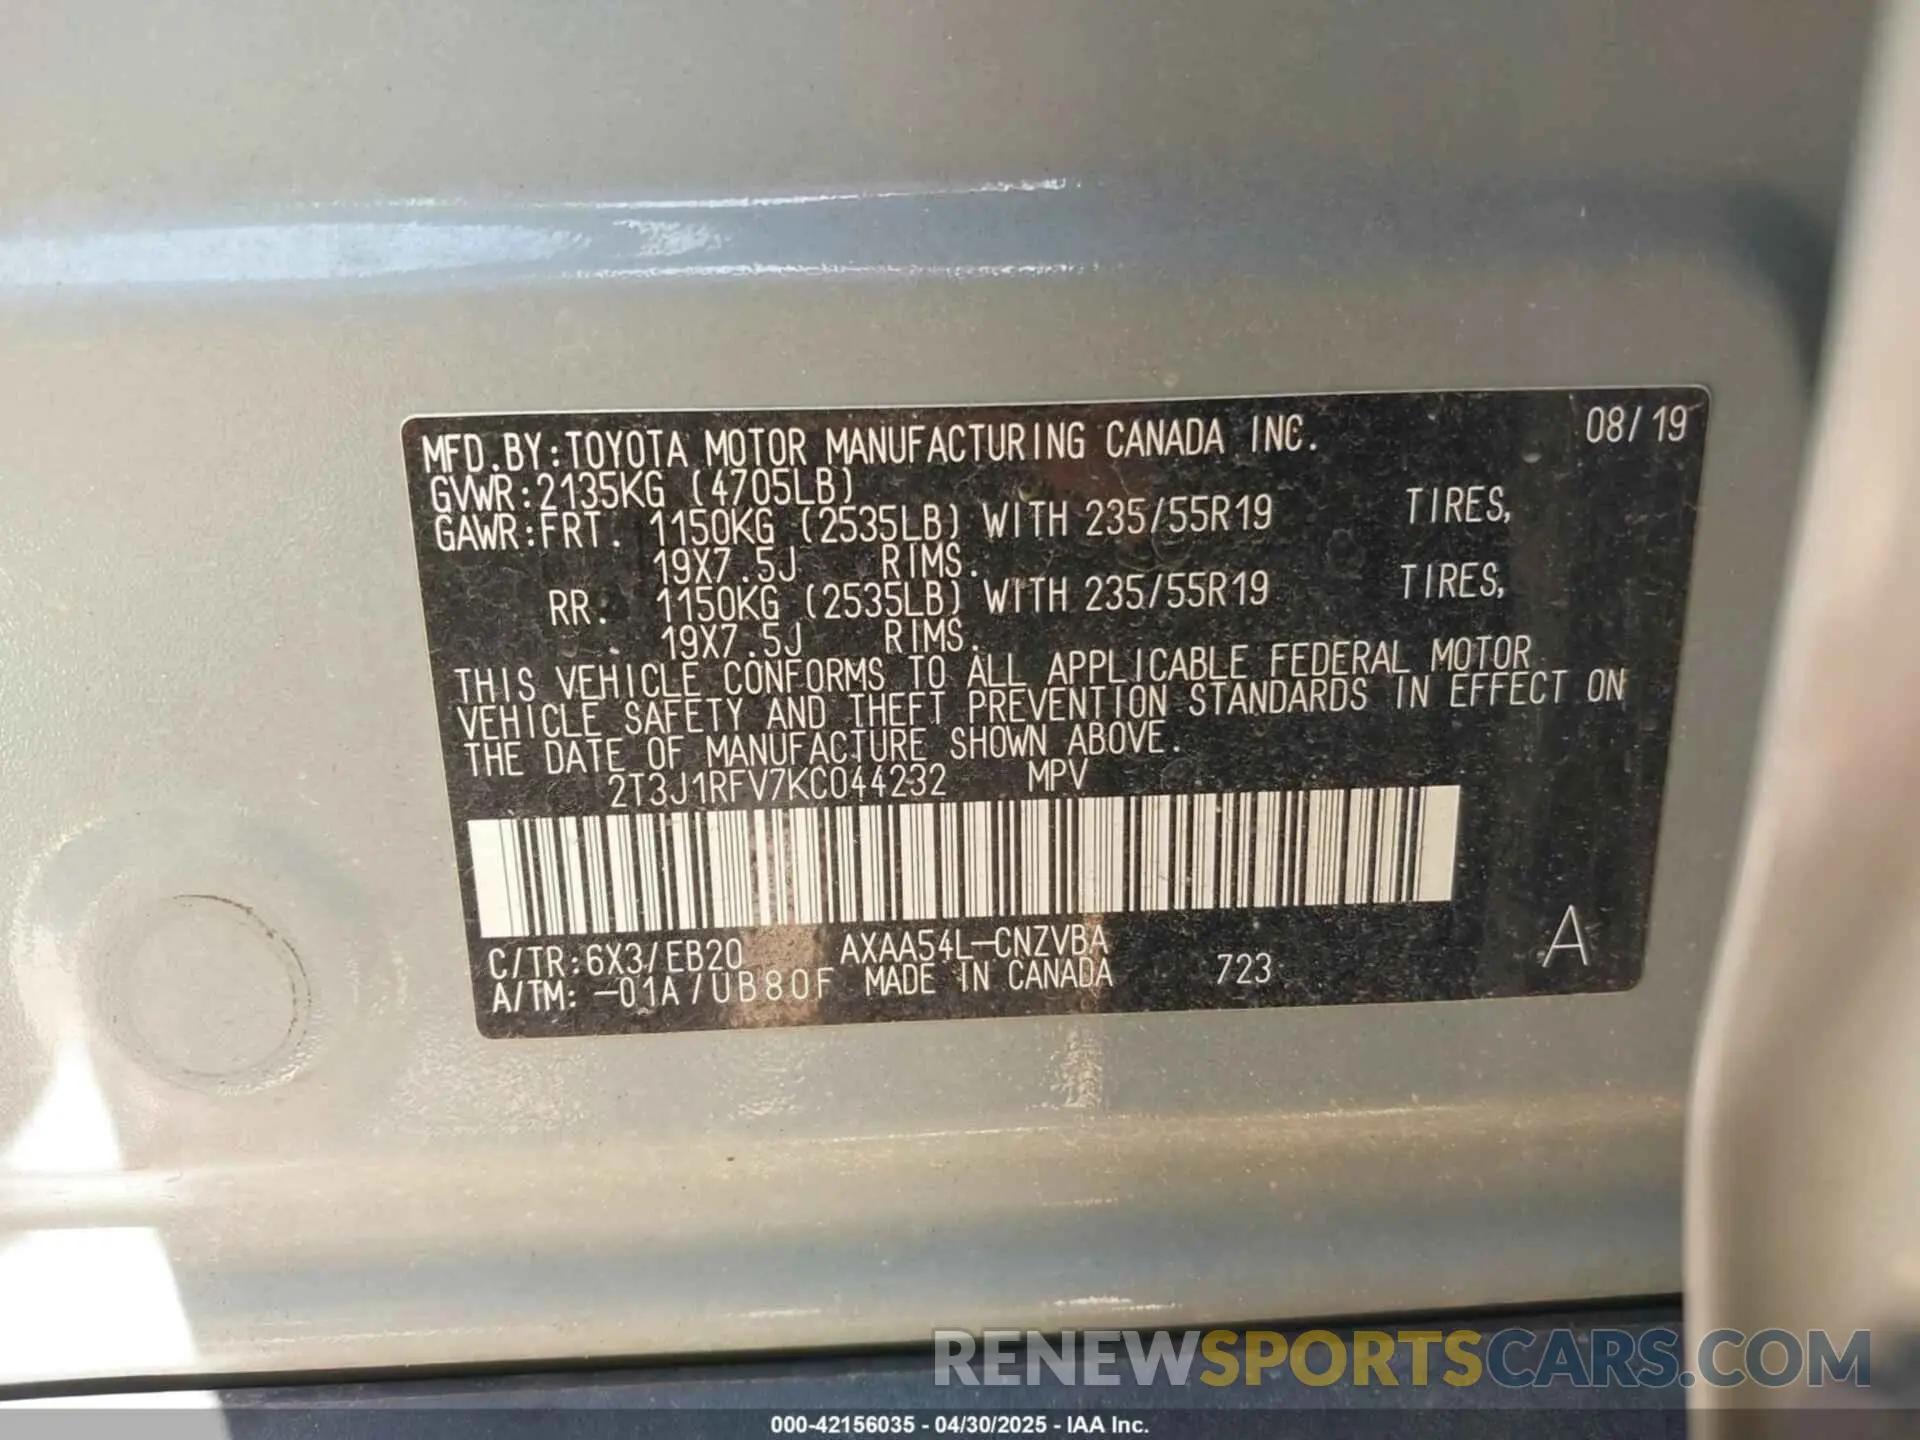 MFD.BY:TOYOTA MOTOR MANUFACTURING CANADA INC. 08/19
GVWR:2135KG (4705LB)
GAWR:FRT. 1150KG (2535LB) WITH 235/55R19 TIRES,
19X7.5J RIMS.
RR. 1150KG (2535LB) WITH 235/55R19 TIRES,
19X7.5J RIMS.
THIS VEHICLE CONFORMS TO ALL APPLICABLE FEDERAL MOTOR
VEHICLE SAFETY AND THEFT PREVENTION STANDARDS IN EFFECT ON
THE DATE OF MANUFACTURE SHOWN ABOVE.
2T3J1RFV7KC044232 MPV
C/TR:6X3/EB20 AXAA54L-CNZVBA
A/TM: -01A/UB80F MADE IN CANADA 723 A
RENEWSPORTSCARS.COM
000-42156035 - 04/30/2025 - IAA Inc.